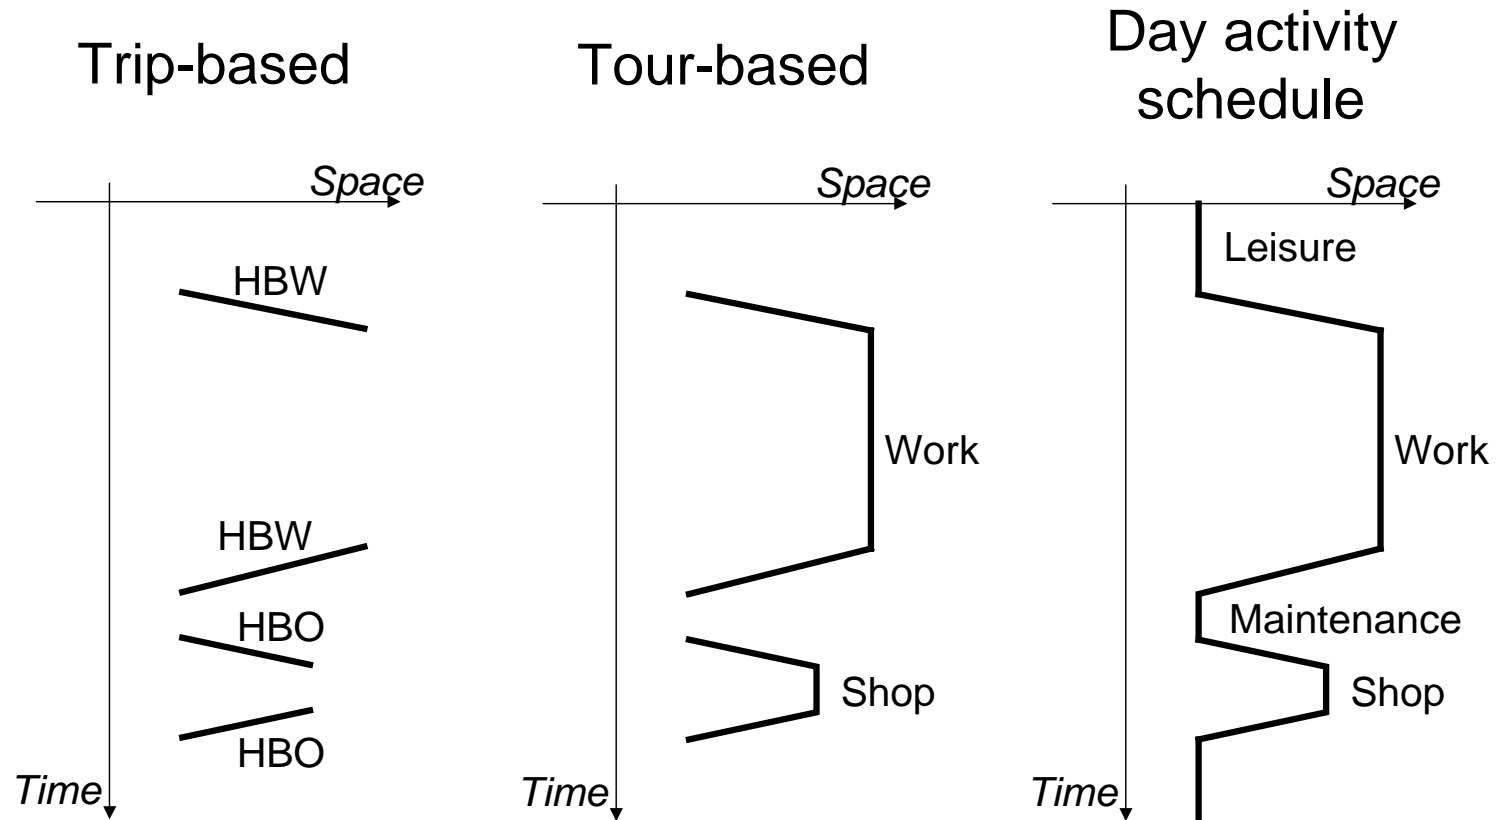 Trip-based
Space
HBW
HBW
HBO
HBO
Time
Tour-based
Space
Work
Shop
Time
Day activity
schedule
Space
Leisure
Work
Maintenance
Shop
Time